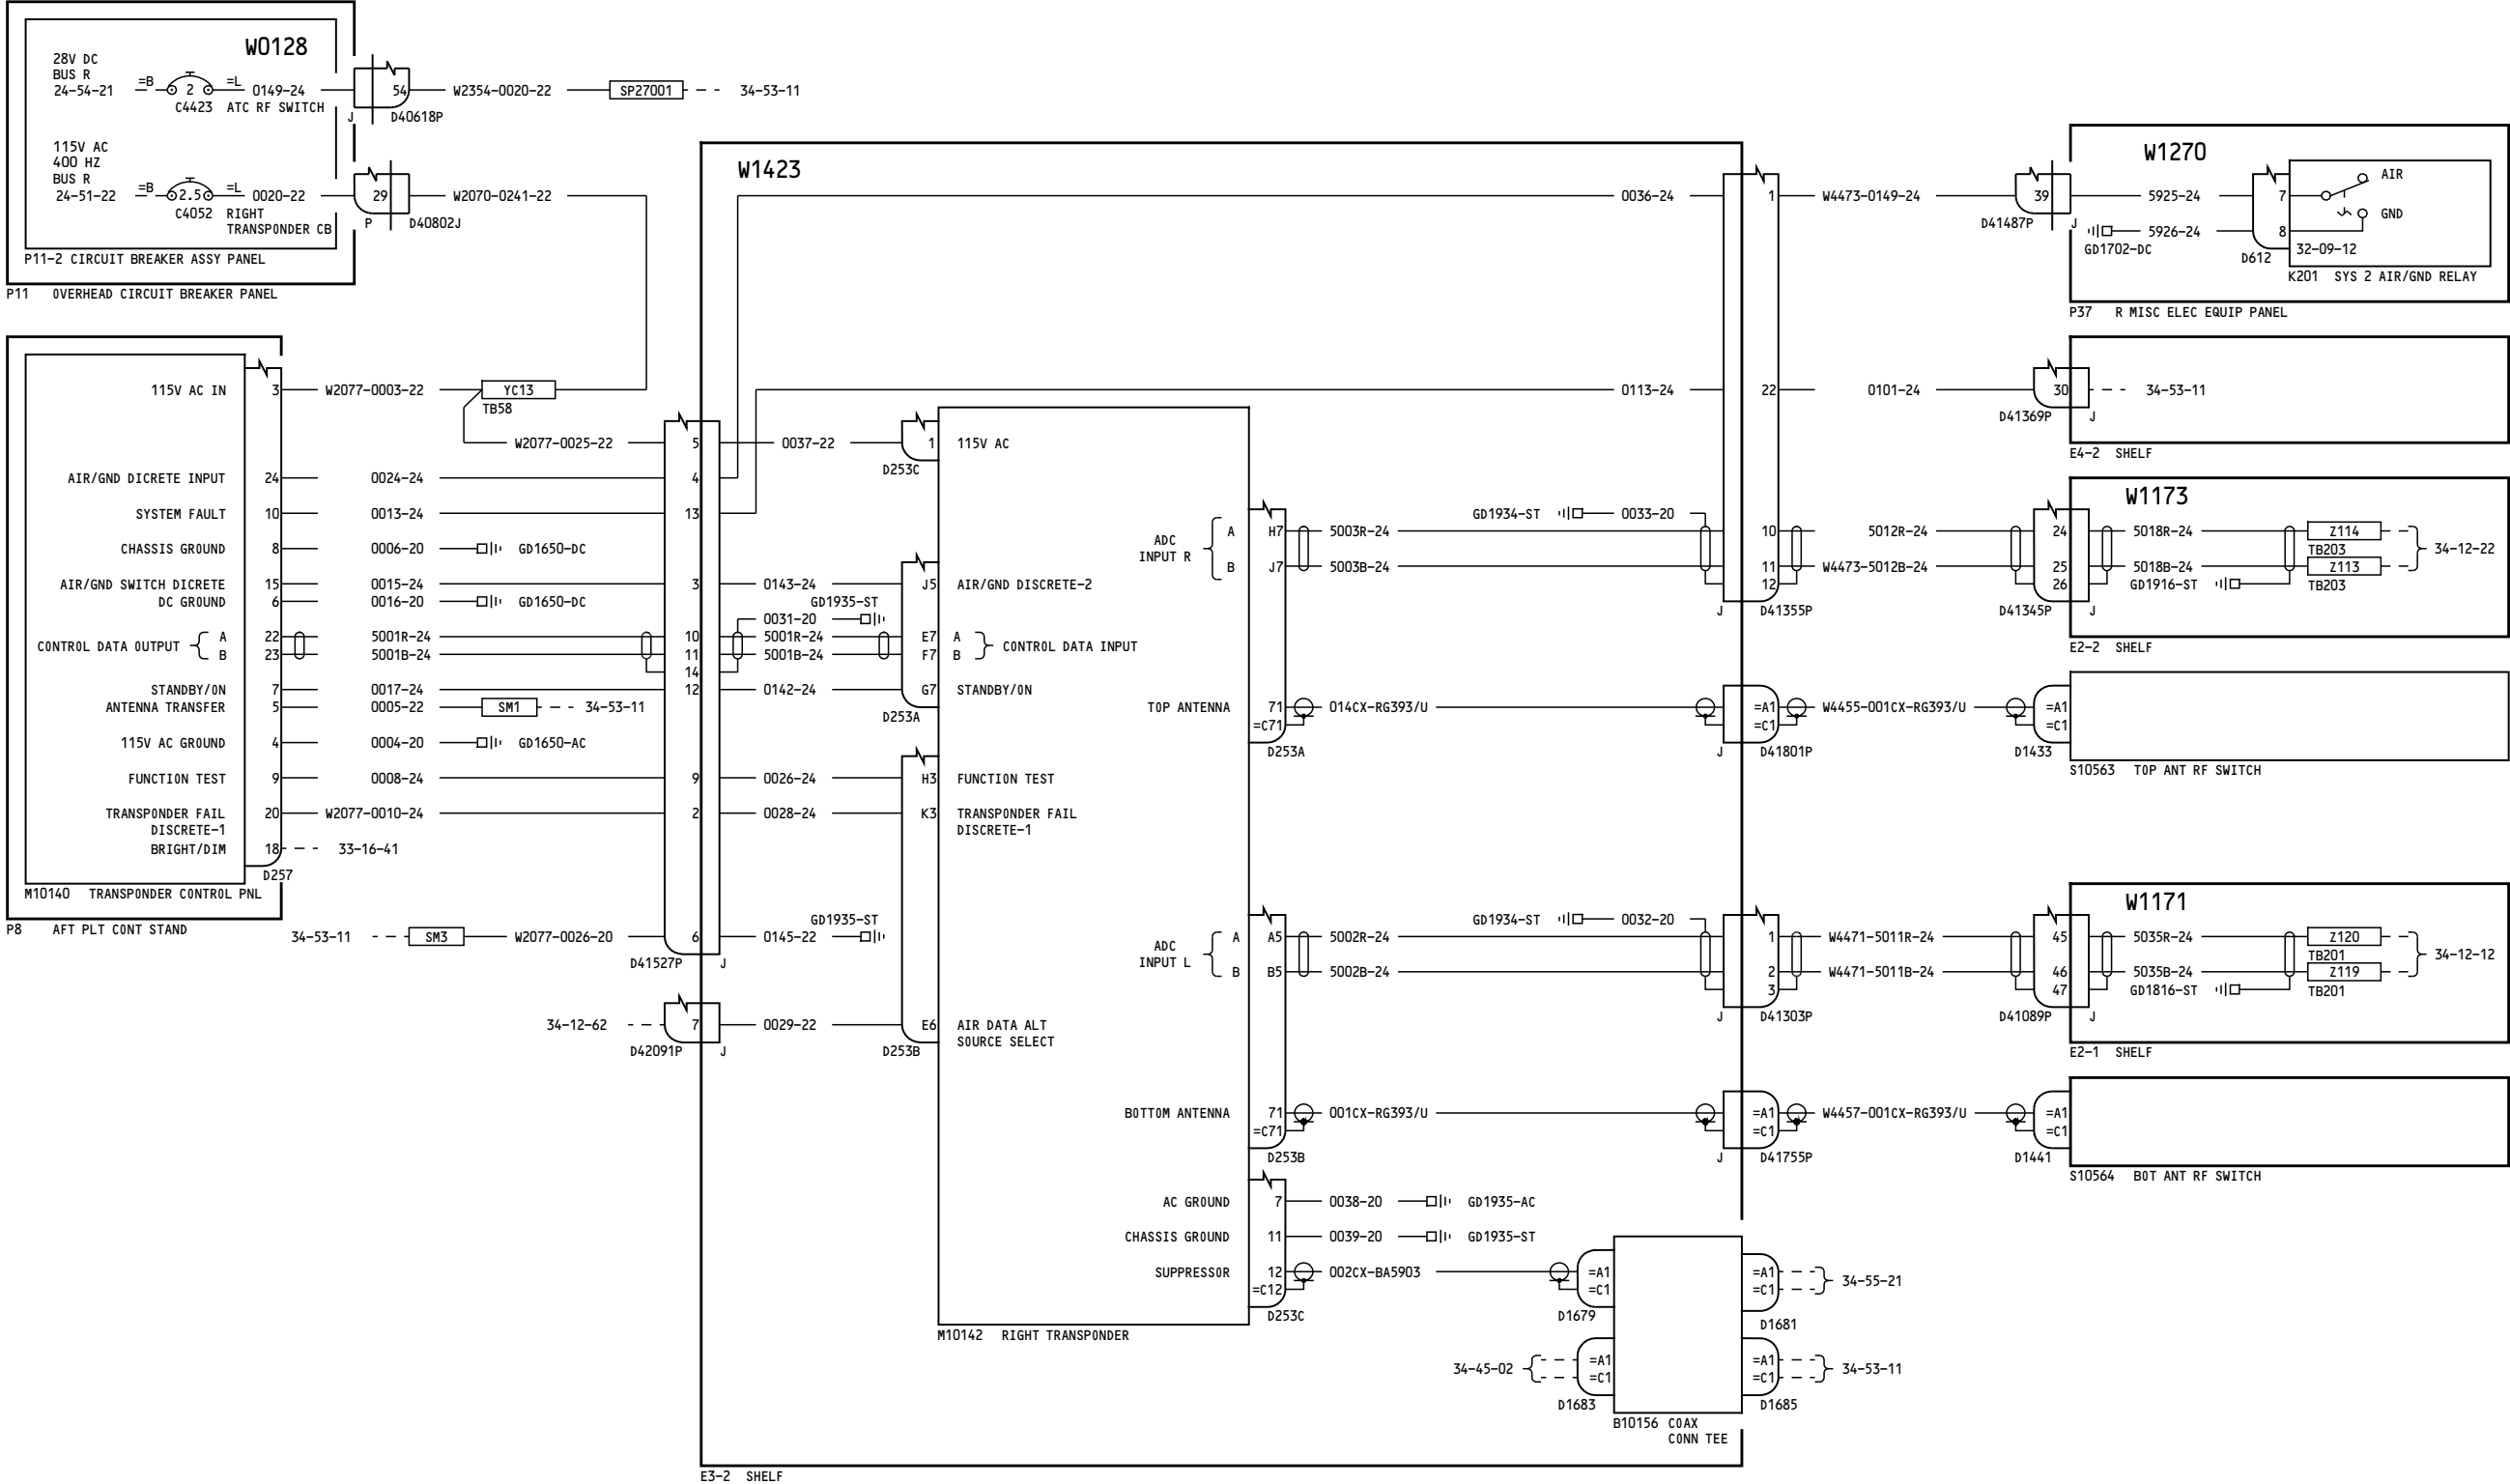 W0128
28V DC
BUS R
24-54-21
=B
2
=L
0149-24
C4423 ATC RF SWITCH
J
54
D40618P
W2354-0020-22
SP27001
34-53-11
115V AC
400 HZ
BUS R
24-51-22
=B
2.5
=L
0020-22
C4052 RIGHT
TRANSPONDER CB
29
P
D40802J
W2070-0241-22
P11-2 CIRCUIT BREAKER ASSY PANEL
P11 OVERHEAD CIRCUIT BREAKER PANEL
115V AC IN 3 W2077-0003-22
YC13
TB58
W2077-0025-22 5
AIR/GND DICRETE INPUT 24 0024-24 4
SYSTEM FAULT 10 0013-24 13
CHASSIS GROUND 8 0006-20 GD1650-DC
AIR/GND SWITCH DICRETE 15 0015-24 3
DC GROUND 6 0016-20 GD1650-DC
CONTROL DATA OUTPUT
A 22 5001R-24 10
B 23 5001B-24 11
14
STANDBY/ON 7 0017-24 12
ANTENNA TRANSFER 5 0005-22 SM1 34-53-11
115V AC GROUND 4 0004-20 GD1650-AC
FUNCTION TEST 9 0008-24 9
TRANSPONDER FAIL 20 W2077-0010-24 2
DISCRETE-1
BRIGHT/DIM 18 33-16-41
D257
M10140 TRANSPONDER CONTROL PNL
P8 AFT PLT CONT STAND
34-53-11 SM3 W2077-0026-20 6
D41527P J
34-12-62 7
D42091P J
W1423
0036-24 1
0113-24 22
0037-22 1 115V AC
D253C
0143-24 J5 AIR/GND DISCRETE-2
GD1935-ST
0031-20
5001R-24 E7 A
5001B-24 F7 B
CONTROL DATA INPUT
0142-24 G7 STANDBY/ON
D253A
0026-24 H3 FUNCTION TEST
0028-24 K3 TRANSPONDER FAIL
DISCRETE-1
GD1935-ST
0145-22
0029-22 E6 AIR DATA ALT
SOURCE SELECT
D253B
ADC
INPUT R
A H7 5003R-24 10
B J7 5003B-24 11
12
GD1934-ST 0033-20
J D41355P
TOP ANTENNA 71 014CX-RG393/U =A1
=C71 =C1
D253A
J D41801P
ADC
INPUT L
A A5 5002R-24 1
B B5 5002B-24 2
3
GD1934-ST 0032-20
J D41303P
BOTTOM ANTENNA 71 001CX-RG393/U =A1
=C71 =C1
D253B
J D41755P
AC GROUND 7 0038-20 GD1935-AC
CHASSIS GROUND 11 0039-20 GD1935-ST
SUPPRESSOR 12 002CX-BA5903 =A1
=C12 =C1
D253C
D1679
M10142 RIGHT TRANSPONDER
=A1
=C1
34-55-21
D1681
34-45-02
=A1
=C1
D1683
=A1
=C1
34-53-11
D1685
B10156 COAX
CONN TEE
E3-2 SHELF
W4473-0149-24 39
D41487P J
W1270
5925-24 7
AIR
GND
5926-24 8
GD1702-DC
D612
32-09-12
K201 SYS 2 AIR/GND RELAY
P37 R MISC ELEC EQUIP PANEL
0101-24 30 34-53-11
D41369P J
E4-2 SHELF
W1173
5012R-24 24 5018R-24 Z114
TB203
W4473-5012B-24 25 5018B-24 Z113
26 GD1916-ST TB203
34-12-22
D41345P J
E2-2 SHELF
W4455-001CX-RG393/U =A1
=C1
D1433
S10563 TOP ANT RF SWITCH
W1171
W4471-5011R-24 45 5035R-24 Z120
TB201
W4471-5011B-24 46 5035B-24 Z119
47 GD1816-ST TB201
34-12-12
D41089P J
E2-1 SHELF
W4457-001CX-RG393/U =A1
=C1
D1441
S10564 BOT ANT RF SWITCH